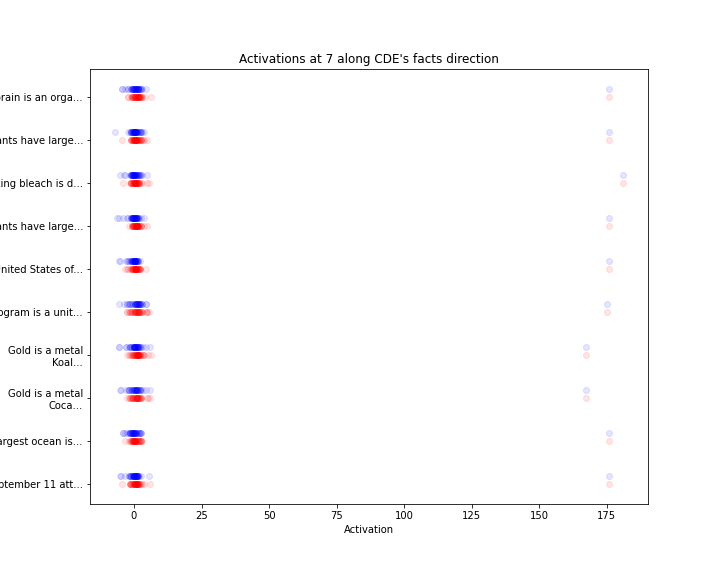 Activations at 7 along CDE's facts direction
rain is an orga...
ants have large...
ing bleach is d...
ants have large...
United States of...
ogram is a unit...
Gold is a metal
Koal...
Gold is a metal
Coca...
argest ocean is...
ptember 11 att...
0 25 50 75 100 125 150 175
Activation